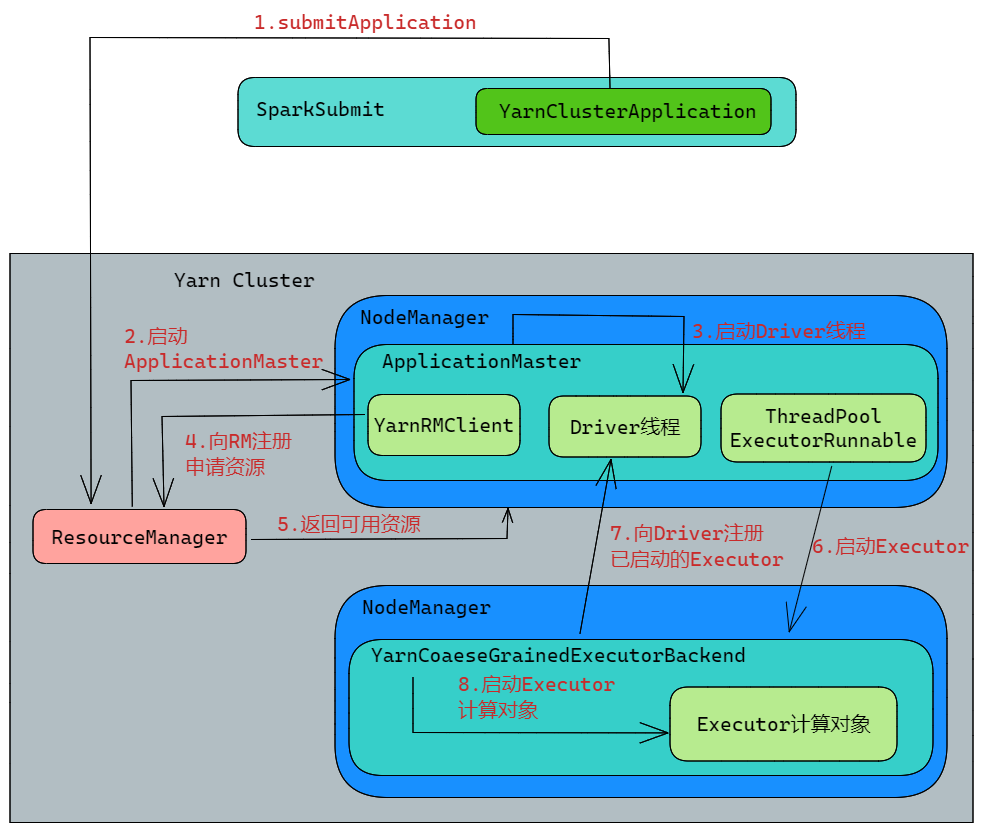 1.submitApplication
SparkSubmit
YarnClusterApplication
Yarn Cluster
NodeManager
2.启动
ApplicationMaster
3.启动Driver线程
ApplicationMaster
YarnRMClient
Driver线程
ThreadPool
ExecutorRunnable
4.向RM注册
申请资源
5.返回可用资源
ResourceManager
7.向Driver注册
已启动的Executor
6.启动Executor
NodeManager
YarnCoaeseGrainedExecutorBackend
8.启动Executor
计算对象
Executor计算对象